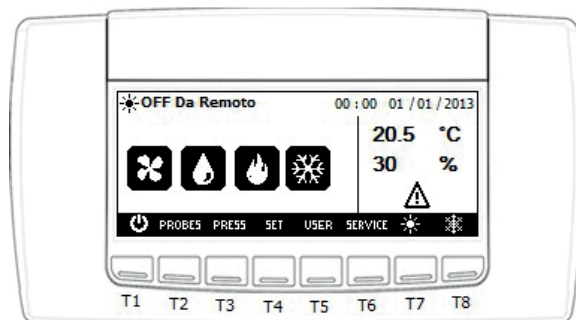 OFF Da Remoto 00 : 00 01 / 01 / 2013
20.5 °C
30 %
PROBES PRESS SET USER SERVICE
T1 T2 T3 T4 T5 T6 T7 T8